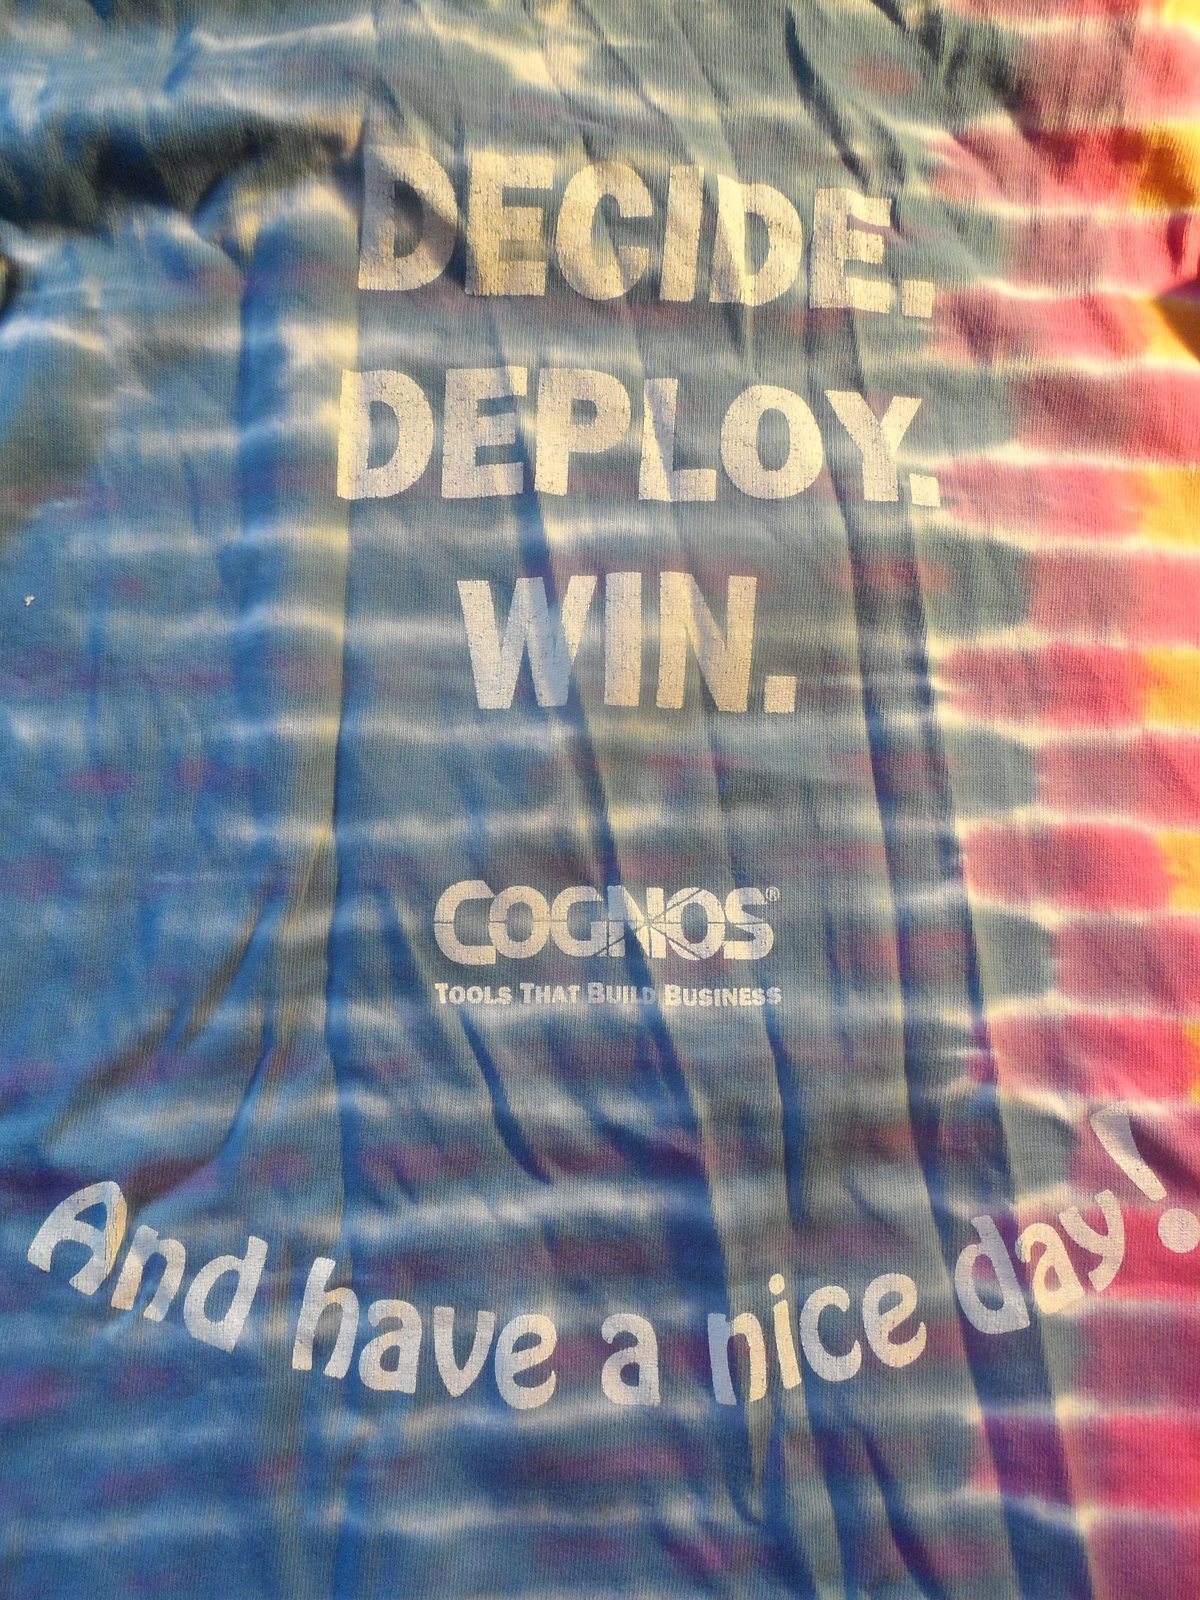 DECIDE.
DEPLOY.
WIN.
COGNOS®
TOOLS THAT BUILD BUSINESS
And have a nice day!